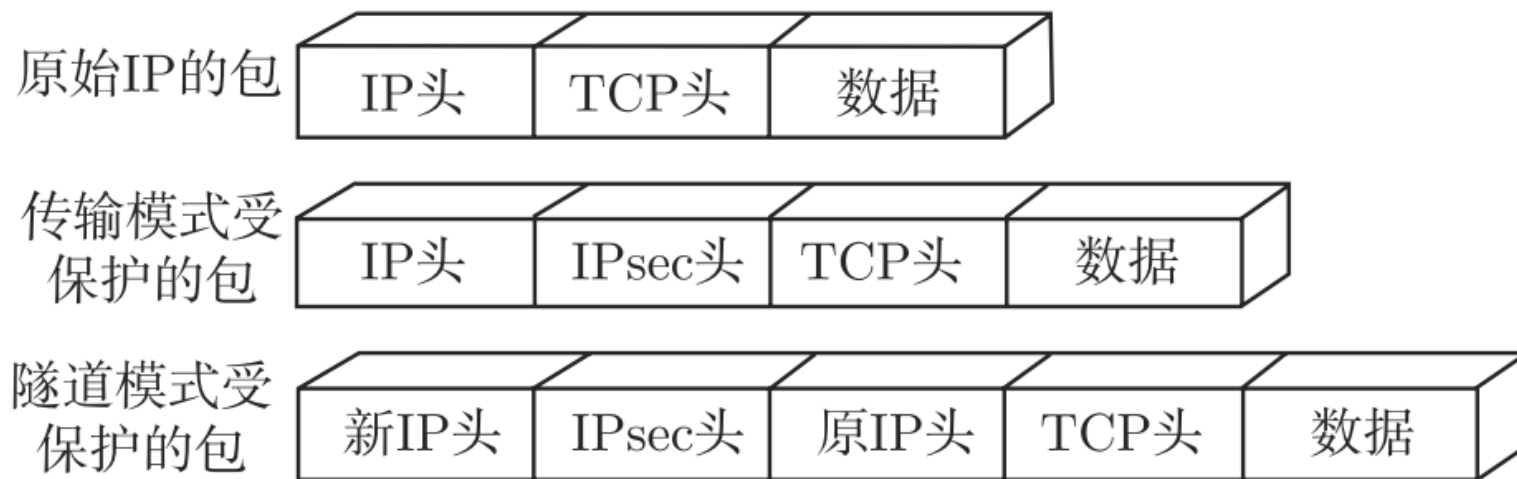 原始IP的包 IP头 TCP头 数据
传输模式受
保护的包
IP头 IPsec头 TCP头 数据
隧道模式受
保护的包
新IP头 IPsec头 原IP头 TCP头 数据